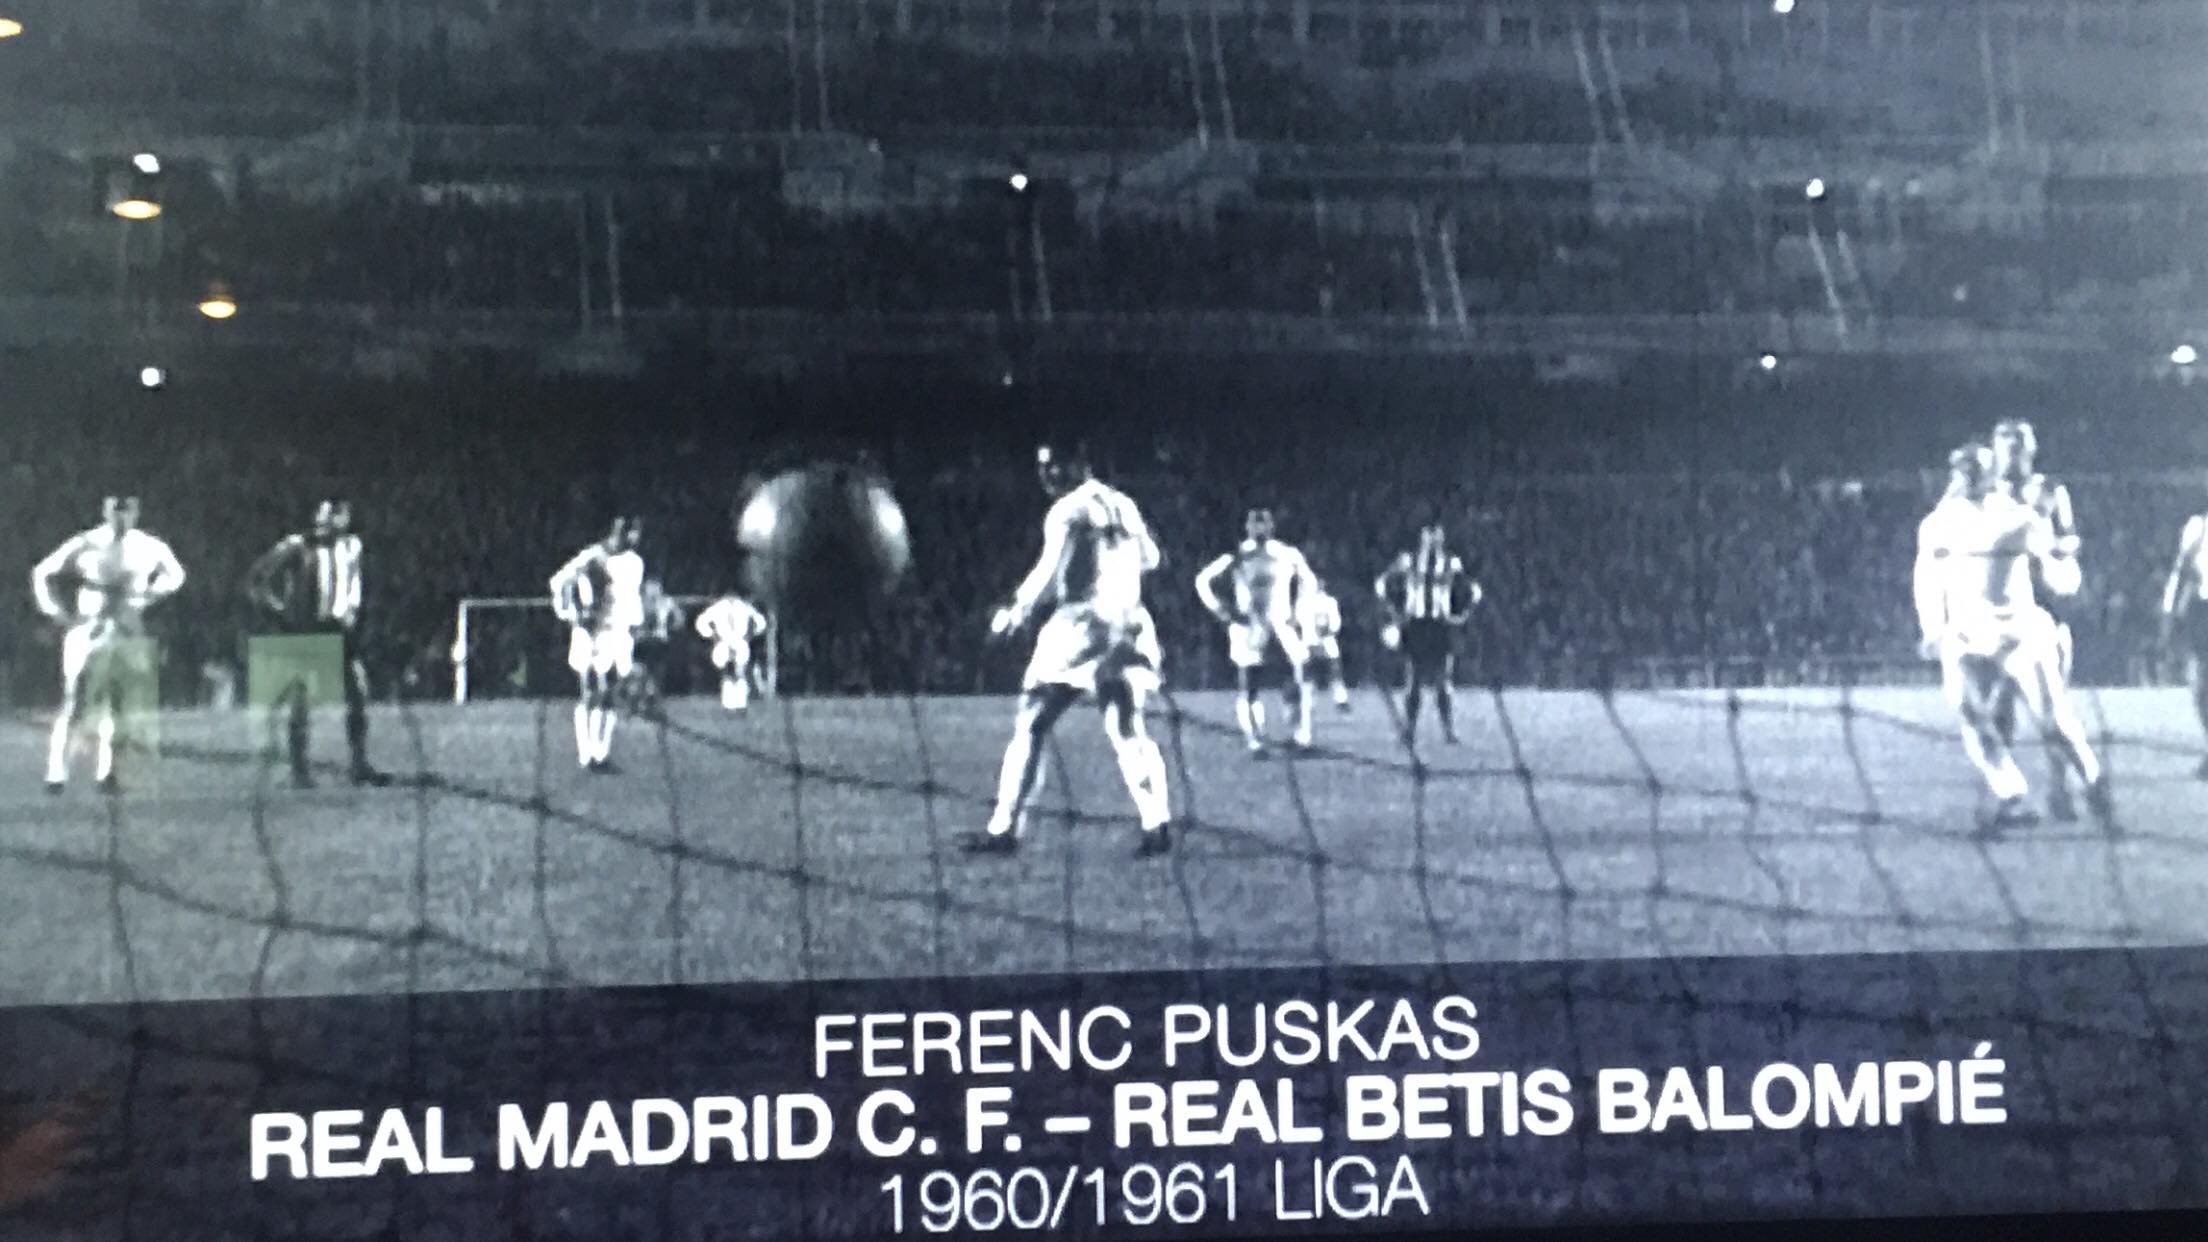 FERENC PUSKAS
REAL MADRID C. F. – REAL BETIS BALOMPIÉ
1960/1961 LIGA